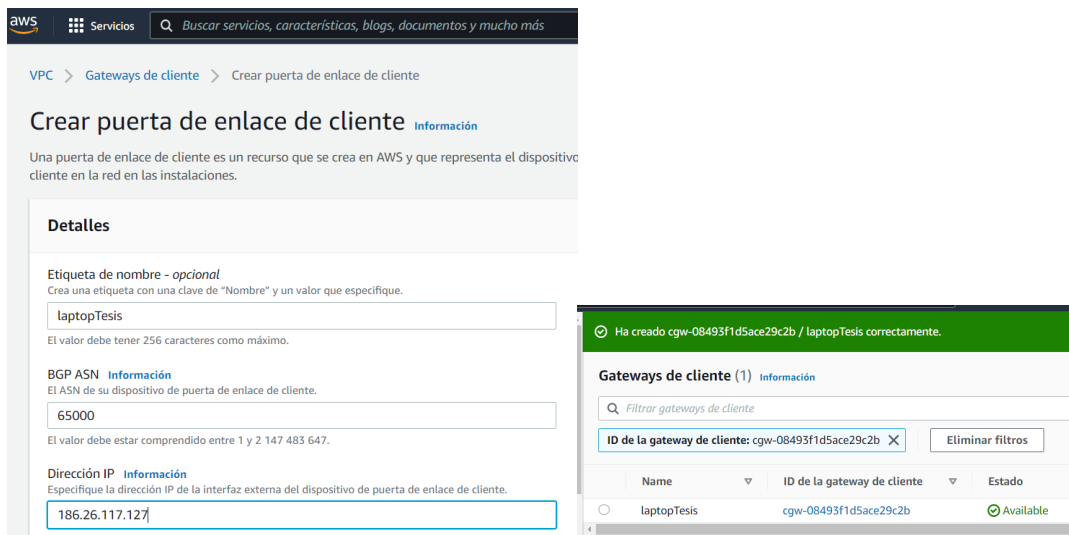 aws
Servicios
Buscar servicios, características, blogs, documentos y mucho más
VPC > Gateways de cliente > Crear puerta de enlace de cliente
Crear puerta de enlace de cliente Información
Una puerta de enlace de cliente es un recurso que se crea en AWS y que representa el dispositivo
cliente en la red en las instalaciones.
Detalles
Etiqueta de nombre - opcional
Crea una etiqueta con una clave de “Nombre” y un valor que especifique.
laptopTesis
El valor debe tener 256 caracteres como máximo.
BGP ASN Información
El ASN de su dispositivo de puerta de enlace de cliente.
65000
El valor debe estar comprendido entre 1 y 2 147 483 647.
Dirección IP Información
Especifique la dirección IP de la interfaz externa del dispositivo de puerta de enlace de cliente.
186.26.117.127
Ha creado cgw-08493f1d5ace29c2b / laptopTesis correctamente.
Gateways de cliente (1) Información
Filtrar gateways de cliente
ID de la gateway de cliente: cgw-08493f1d5ace29c2b
Eliminar filtros
Name ID de la gateway de cliente Estado
laptopTesis cgw-08493f1d5ace29c2b Available